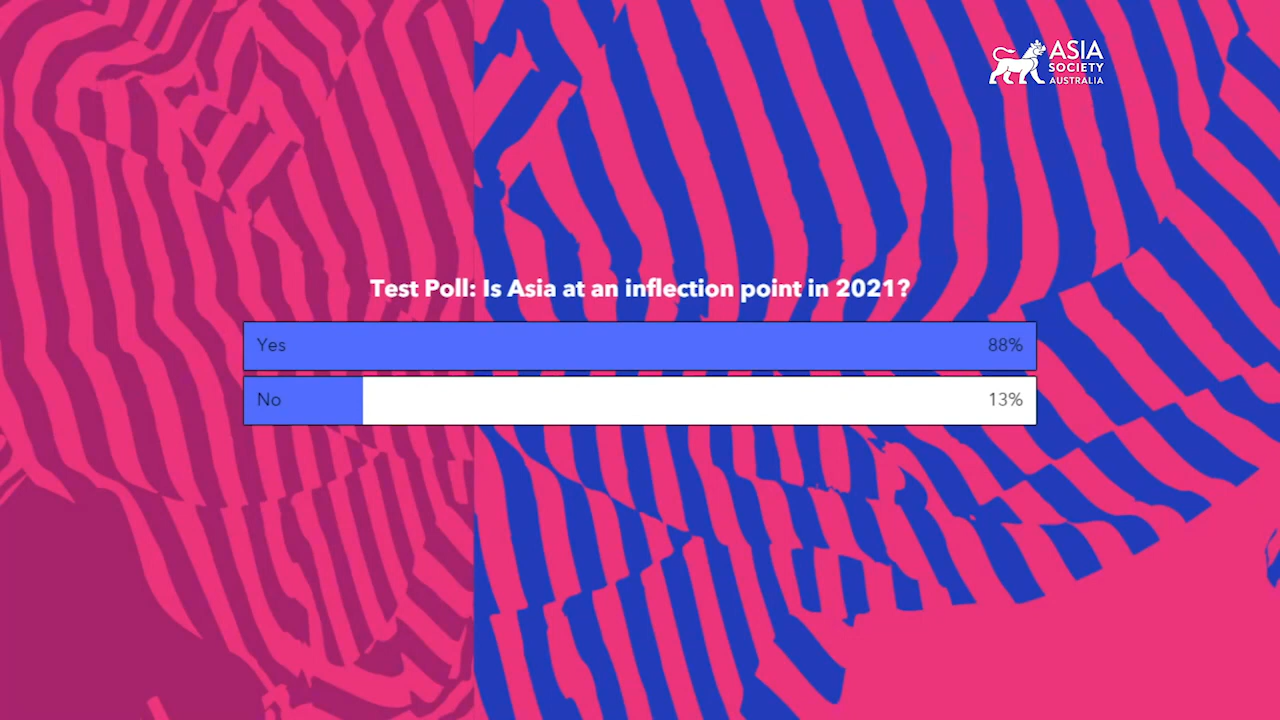 ASIA
SOCIETY
AUSTRALIA
Test Poll: Is Asia at an inflection point in 2021?
Yes 88%
No 13%